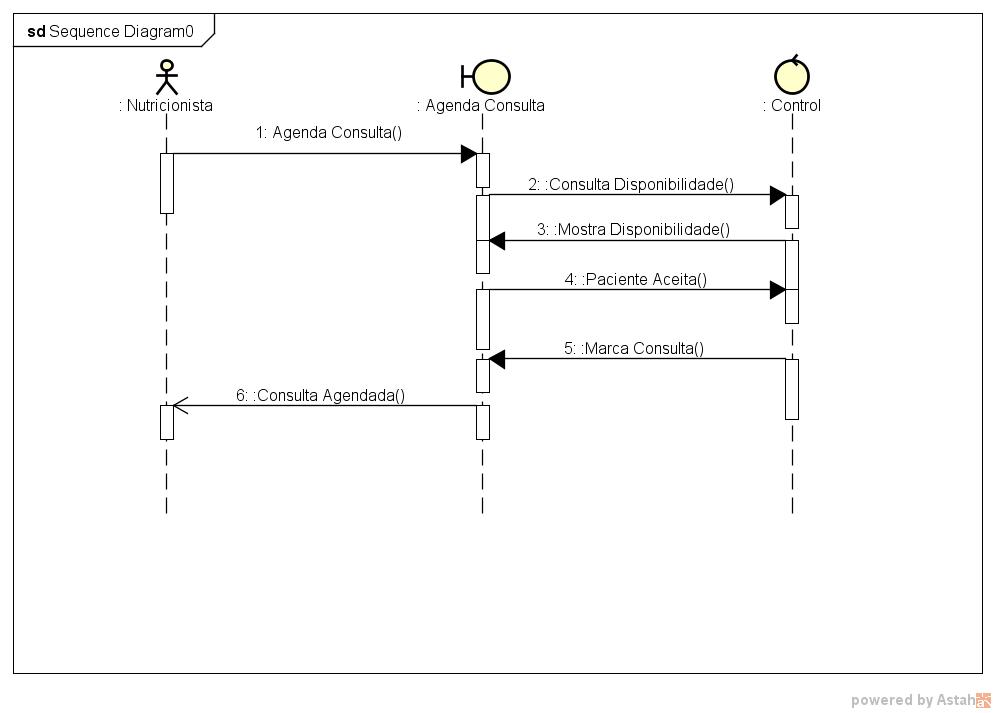 sd Sequence Diagram0
: Nutricionista
: Agenda Consulta
: Control
1: Agenda Consulta()
2: :Consulta Disponibilidade()
3: :Mostra Disponibilidade()
4: :Paciente Aceita()
5: :Marca Consulta()
6: :Consulta Agendada()
powered by Astah